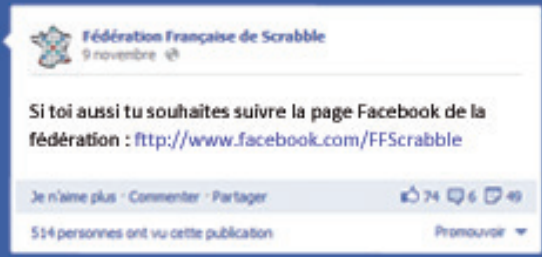 Fédération Française de Scrabble
9 novembre
Si toi aussi tu souhaites suivre la page Facebook de la
fédération : fttp://www.facebook.com/FFScrabble
Je n'aime plus · Commenter · Partager 74 6 49
514 personnes ont vu cette publication Promouvoir